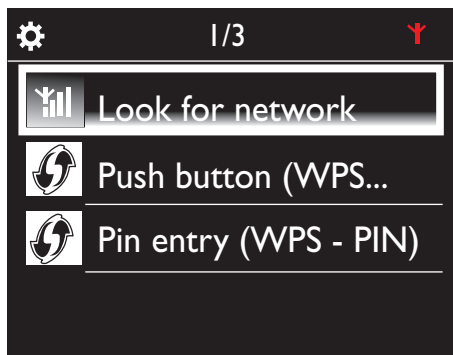 1/3
Look for network
Push button (WPS...
Pin entry (WPS - PIN)